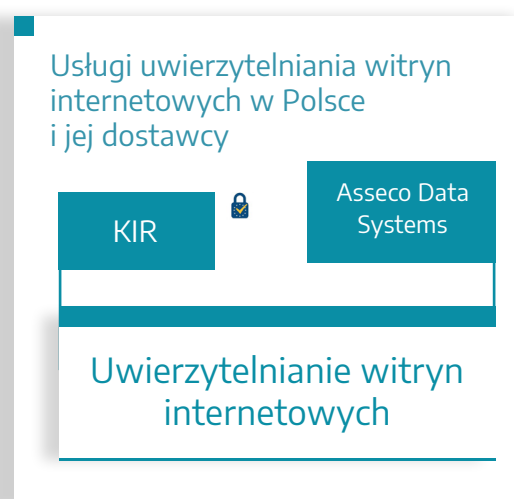 Usługi uwierzytelniania witryn
internetowych w Polsce
i jej dostawcy
KIR
Asseco Data
Systems
Uwierzytelnianie witryn
internetowych